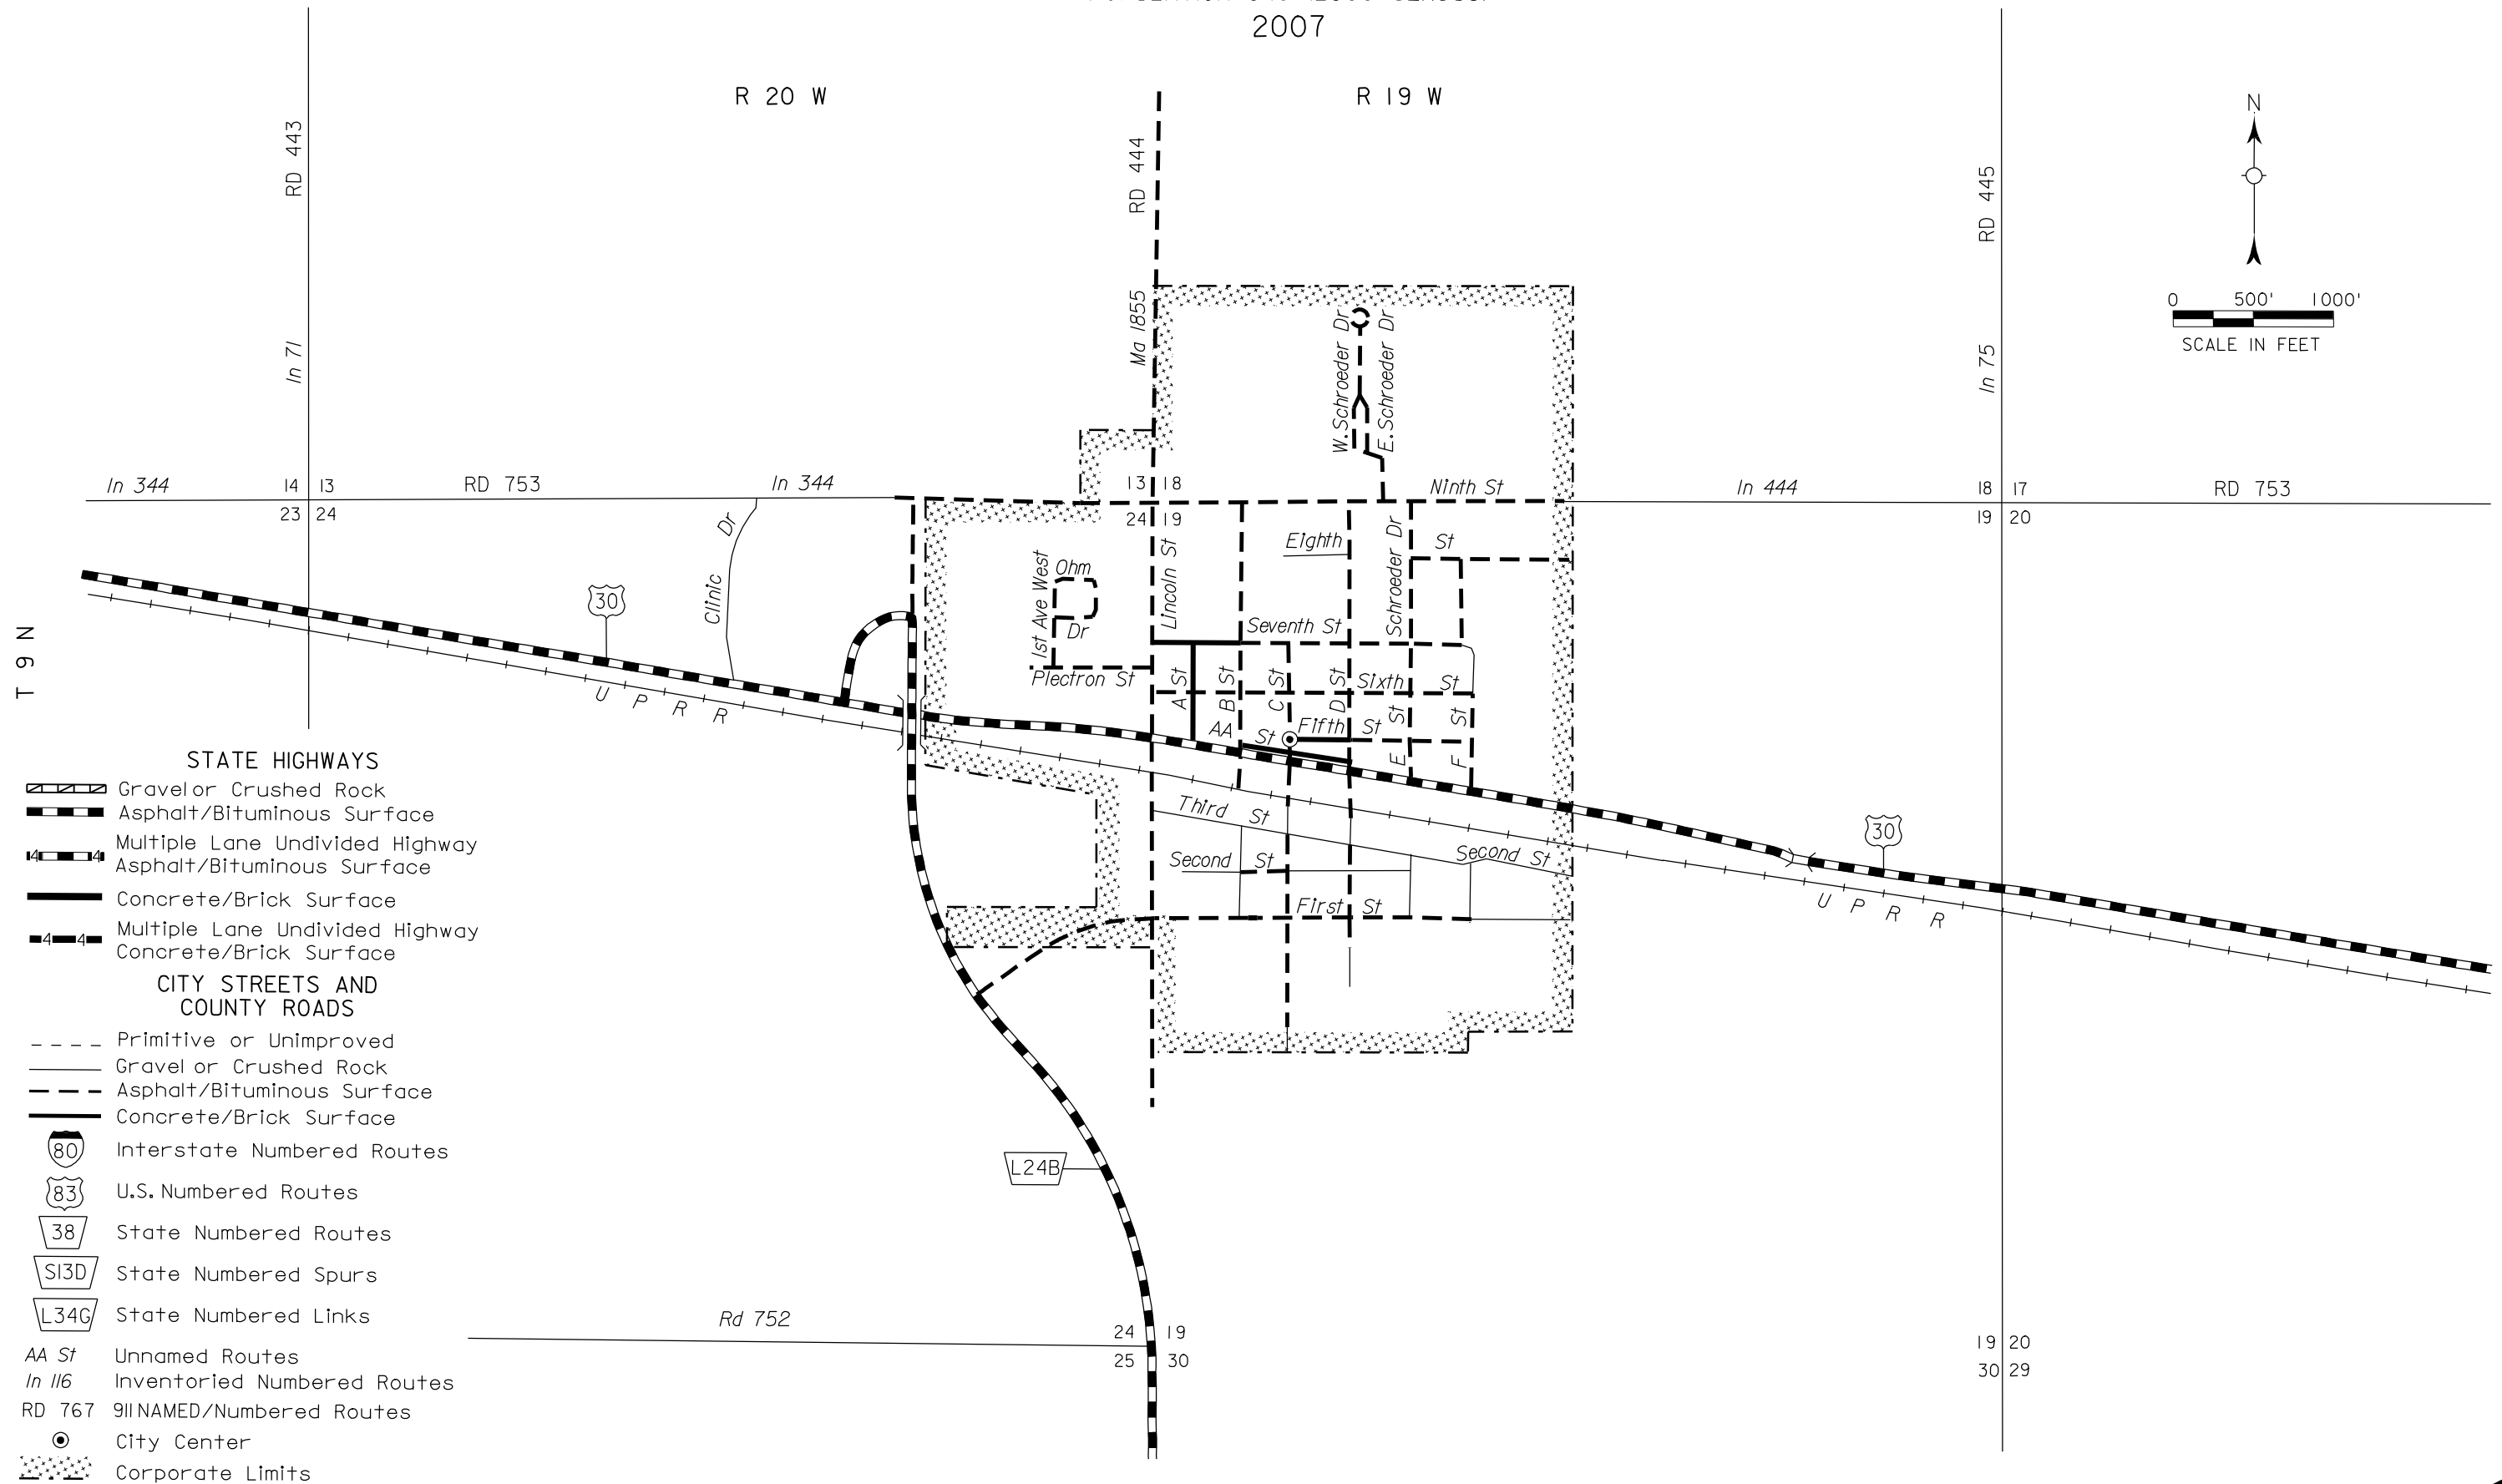 2007
R 20 W
R 19 W
N
RD 443
RD 444
RD 445
0 500' 1000'
SCALE IN FEET
In 71
Ma 1855
In 75
W.Schroeder Dr
E.Schroeder Dr
In 344
14 13
RD 753
In 344
13 18
Ninth St
In 444
18 17
RD 753
23 24
24 19
19 20
Clinic Dr
Eighth St
1st Ave West
Ohm Dr
Lincoln St
Schroeder Dr
30
T 9 N
Seventh St
Plectron St
A St
B St
C St
D St
Sixth St
U P R R
AA St
Fifth St
E St
F St
Third St
Second St
Second St
30
First St
U P R R
L24B
Rd 752
24 19
25 30
19 20
30 29
STATE HIGHWAYS
Gravel or Crushed Rock
Asphalt/Bituminous Surface
4 4 Multiple Lane Undivided Highway
Asphalt/Bituminous Surface
Concrete/Brick Surface
4 4 Multiple Lane Undivided Highway
Concrete/Brick Surface
CITY STREETS AND
COUNTY ROADS
Primitive or Unimproved
Gravel or Crushed Rock
Asphalt/Bituminous Surface
Concrete/Brick Surface
80 Interstate Numbered Routes
83 U.S. Numbered Routes
38 State Numbered Routes
S13D State Numbered Spurs
L34G State Numbered Links
AA St Unnamed Routes
In 116 Inventoried Numbered Routes
RD 767 911 NAMED/Numbered Routes
City Center
Corporate Limits